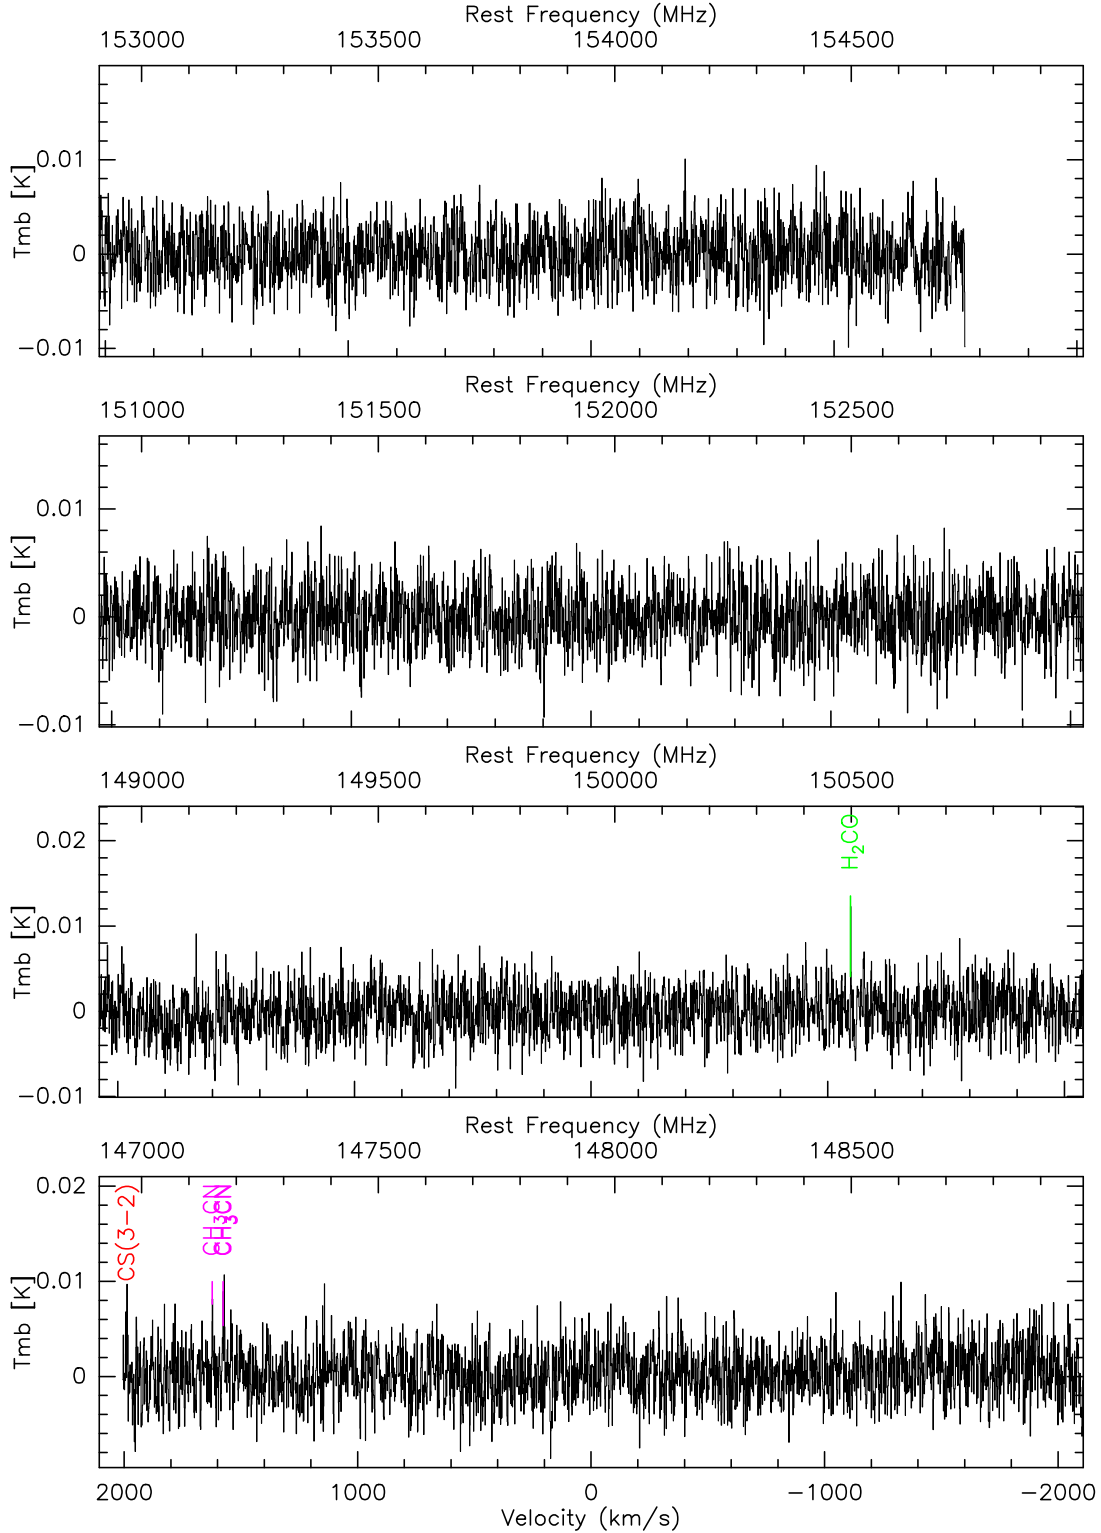 Rest Frequency (MHz)
153000 153500 154000 154500
Tmb [K]
0.01
0
−0.01
Rest Frequency (MHz)
151000 151500 152000 152500
Tmb [K]
0.01
0
−0.01
Rest Frequency (MHz)
149000 149500 150000 150500
Tmb [K]
0.02
0.01
0
−0.01
H₂CO
Rest Frequency (MHz)
147000 147500 148000 148500
Tmb [K]
0.02
0.01
0
CS(3−2)
CH₃CN
CH₃CN
2000 1000 0 −1000 −2000
Velocity (km/s)